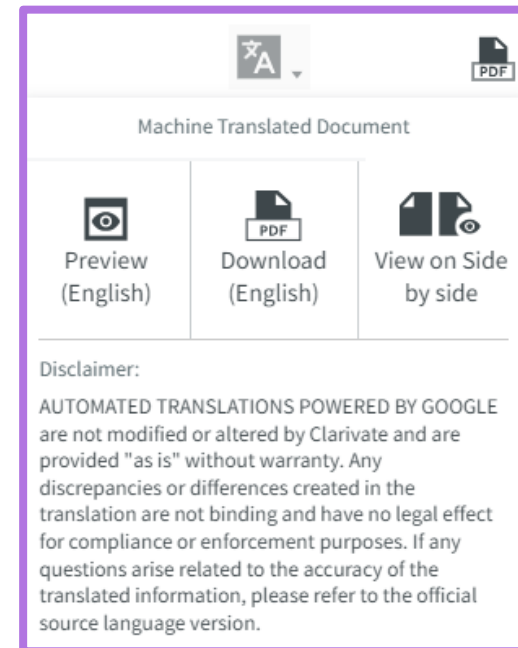 文A
PDF
Machine Translated Document
PDF
Preview
(English)
Download
(English)
View on Side
by side
Disclaimer:
AUTOMATED TRANSLATIONS POWERED BY GOOGLE
are not modified or altered by Clarivate and are
provided "as is" without warranty. Any
discrepancies or differences created in the
translation are not binding and have no legal effect
for compliance or enforcement purposes. If any
questions arise related to the accuracy of the
translated information, please refer to the official
source language version.